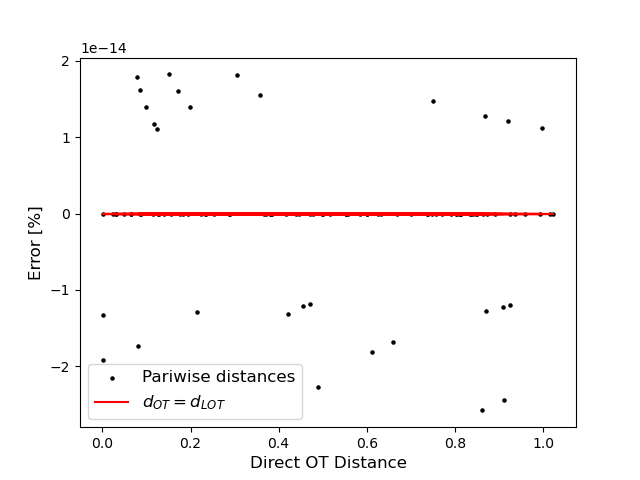 1e−14
2
1
0
−1
−2
Error [%]
0.0
0.2
0.4
0.6
0.8
1.0
Direct OT Distance
Pariwise distances
d_{OT} = d_{LOT}